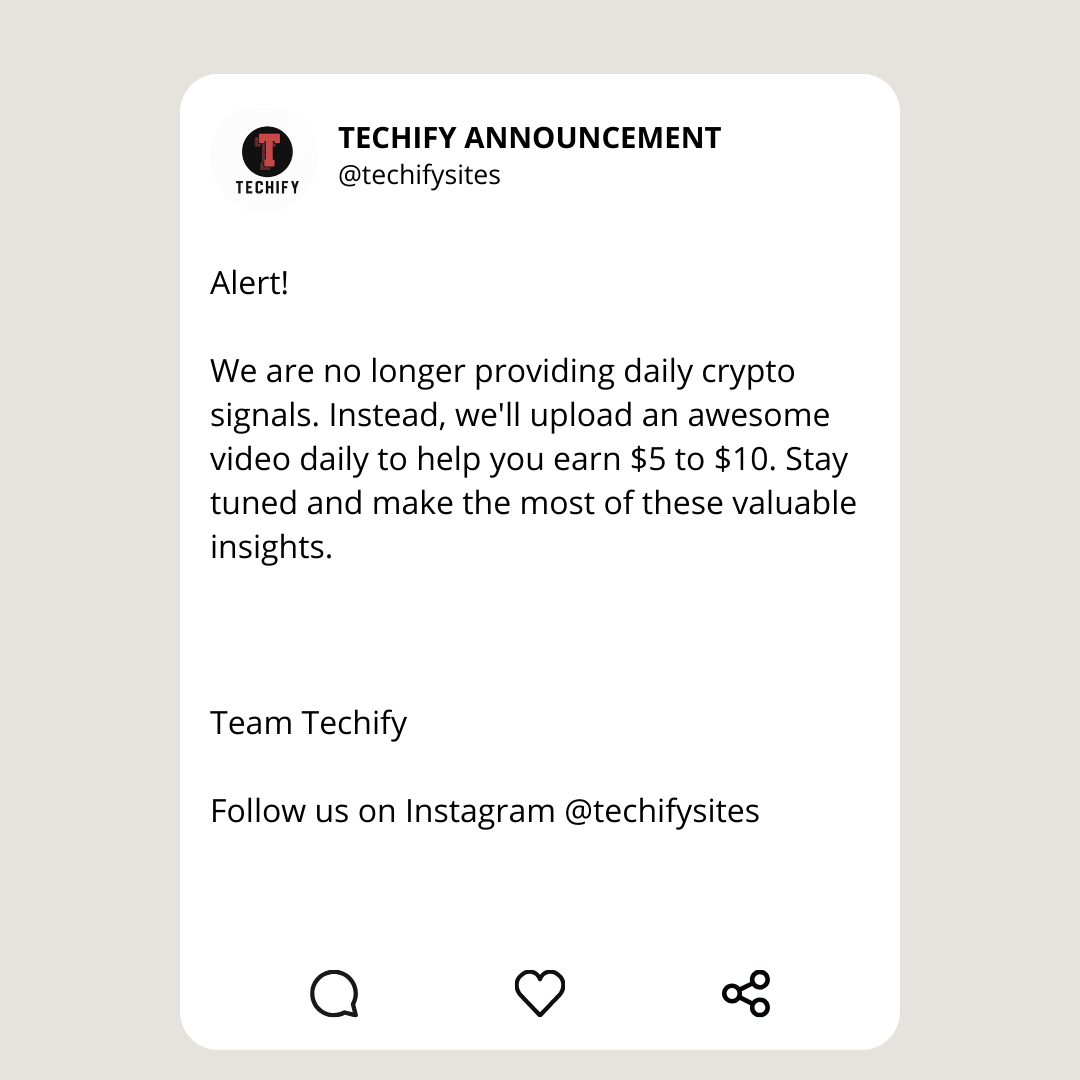 T
TECHIFY
TECHIFY ANNOUNCEMENT
@techifysites
Alert!
We are no longer providing daily crypto
signals. Instead, we'll upload an awesome
video daily to help you earn $5 to $10. Stay
tuned and make the most of these valuable
insights.
Team Techify
Follow us on Instagram @techifysites